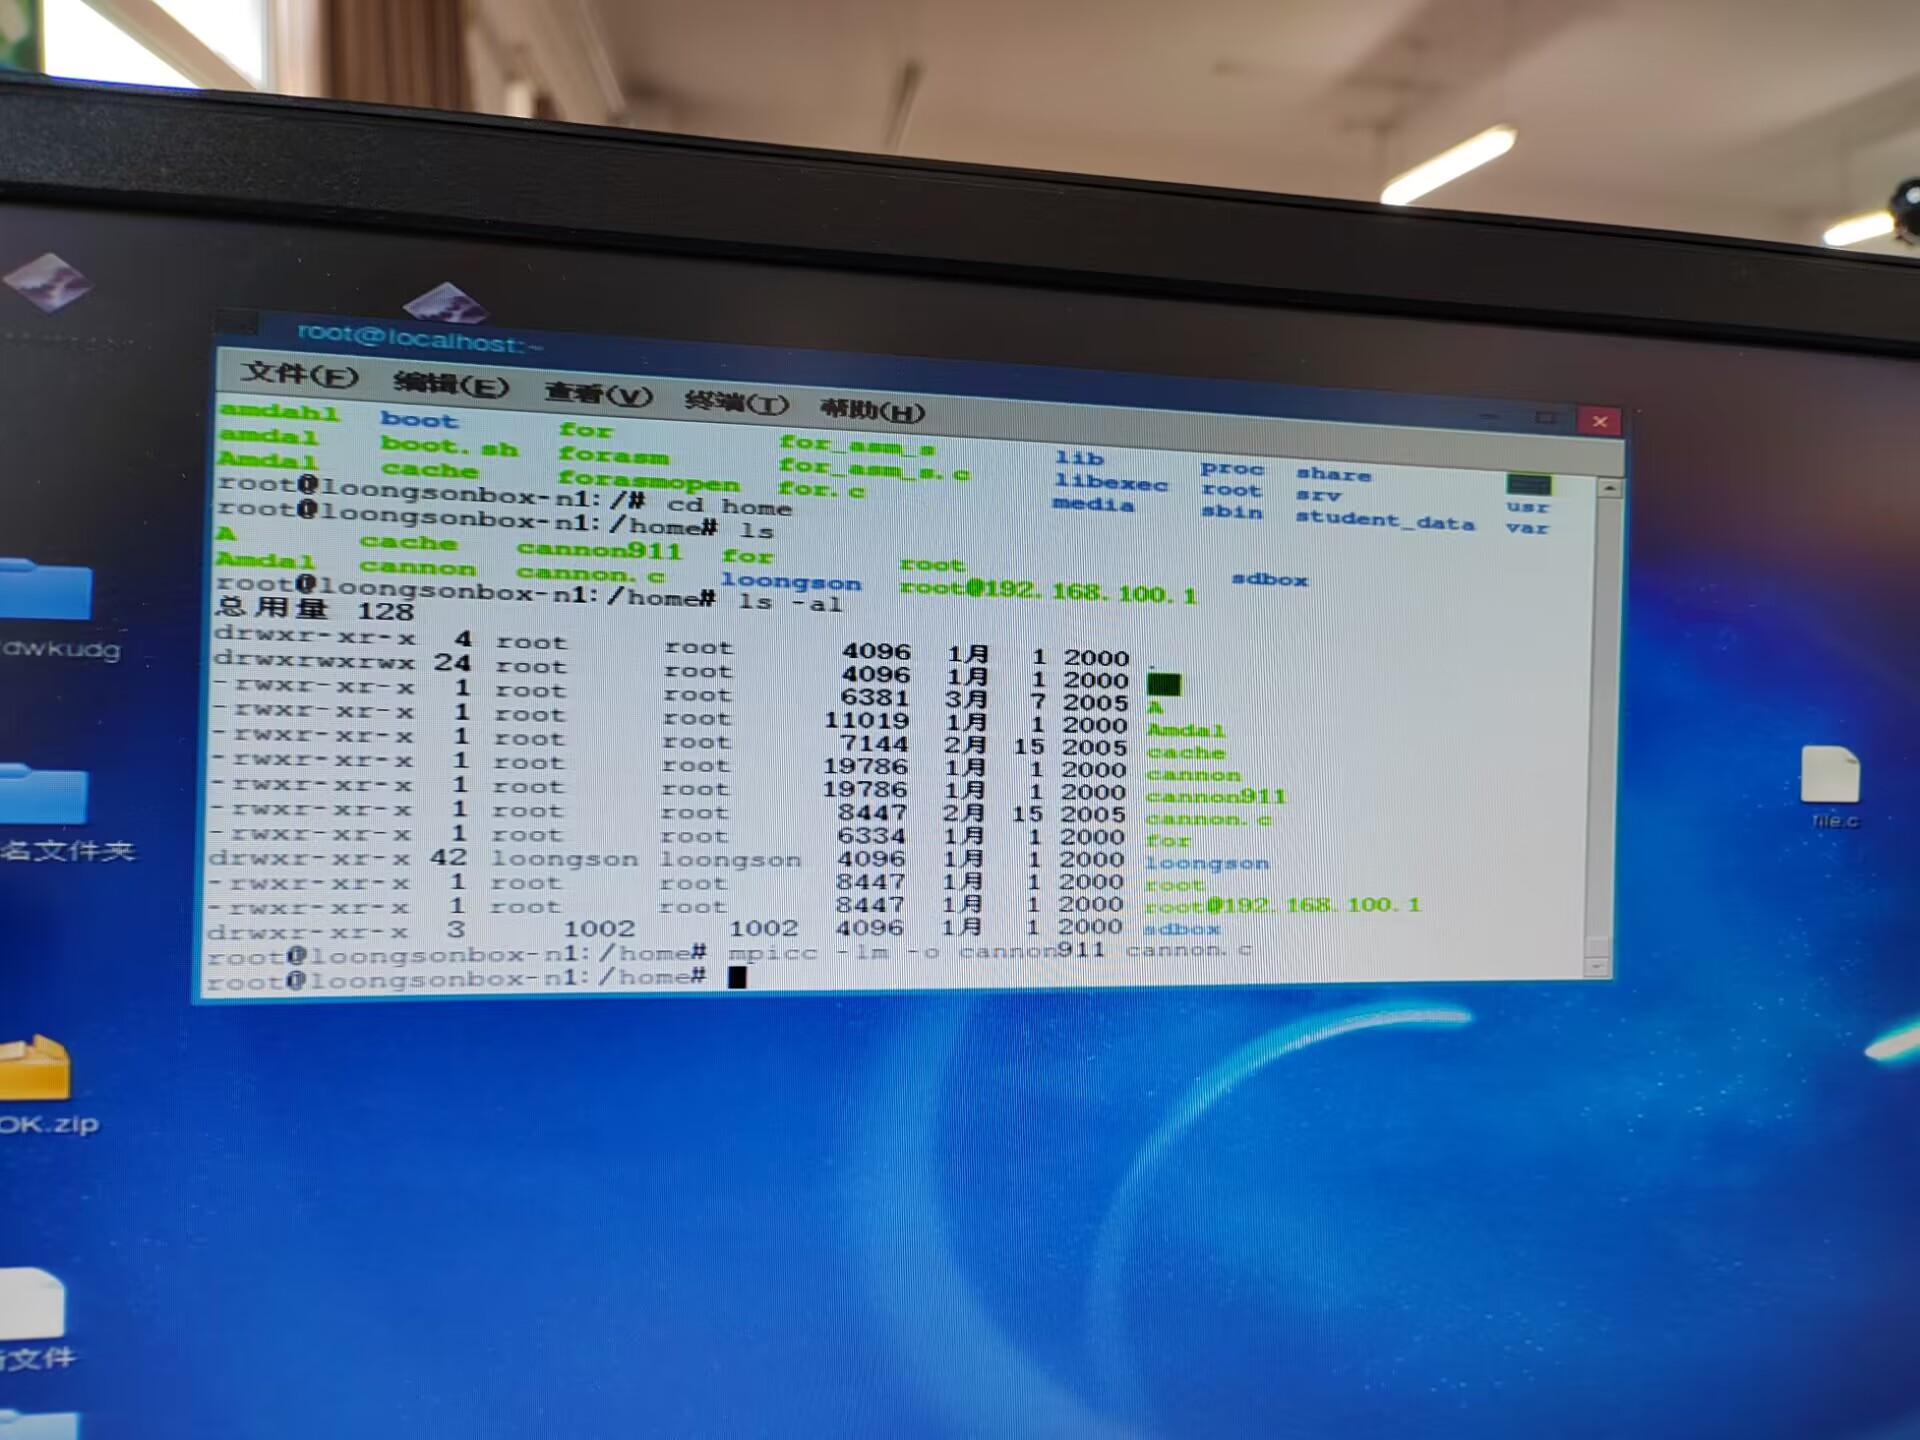 root@localhost:~
文件(F) 编辑(E) 查看(V) 终端(T) 帮助(H)
amdahl boot for for_asm_s lib proc share
amdal boot.sh forasm for_asm_s.c libexec root srv usr
Amdal cache forasmopen for.c media sbin student_data var
root@loongsonbox-n1:/# cd home
root@loongsonbox-n1:/home# ls
A cache cannon911 for root sdbox
Amdal cannon cannon.c loongson root@192.168.100.1
root@loongsonbox-n1:/home# ls -al
总用量 128
drwxr-xr-x 4 root root 4096 1月 1 2000 .
drwxrwxrwx 24 root root 4096 1月 1 2000
-rwxr-xr-x 1 root root 6381 3月 7 2005 A
-rwxr-xr-x 1 root root 11019 1月 1 2000 Amdal
-rwxr-xr-x 1 root root 7144 2月 15 2005 cache
-rwxr-xr-x 1 root root 19786 1月 1 2000 cannon
-rwxr-xr-x 1 root root 19786 1月 1 2000 cannon911
-rwxr-xr-x 1 root root 8447 2月 15 2005 cannon.c
-rwxr-xr-x 1 root root 6334 1月 1 2000 for
drwxr-xr-x 42 loongson loongson 4096 1月 1 2000 loongson
-rwxr-xr-x 1 root root 8447 1月 1 2000 root
-rwxr-xr-x 1 root root 8447 1月 1 2000 root@192.168.100.1
drwxr-xr-x 3 1002 1002 4096 1月 1 2000 sdbox
root@loongsonbox-n1:/home# mpicc -lm -o cannon911 cannon.c
root@loongsonbox-n1:/home#
dwkudg
名文件夹
OK.zip
文件
file.c